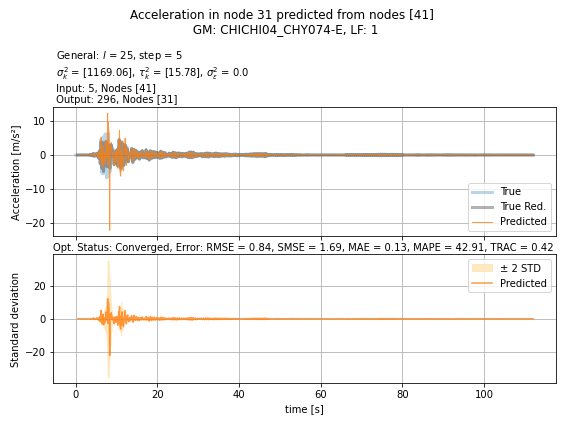 Acceleration in node 31 predicted from nodes [41]
GM: CHICHI04_CHY074-E, LF: 1
General: l = 25, step = 5
σ²ₖ = [1169.06], τ²ₖ = [15.78], σ²_ε = 0.0
Input: 5, Nodes [41]
Output: 296, Nodes [31]
Acceleration [m/s²]
10
0
−10
−20
True
True Red.
Predicted
Opt. Status: Converged, Error: RMSE = 0.84, SMSE = 1.69, MAE = 0.13, MAPE = 42.91, TRAC = 0.42
Standard deviation
20
0
−20
± 2 STD
Predicted
0 20 40 60 80 100
time [s]